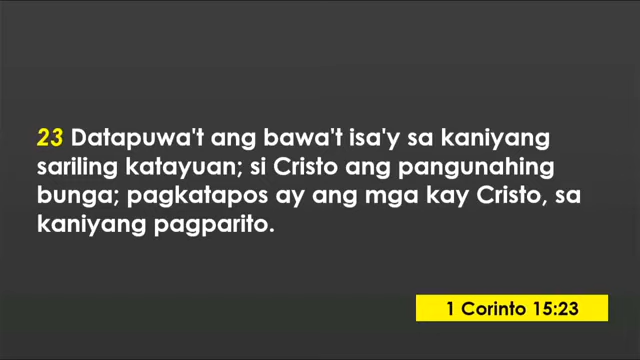 23 Datapuwa't ang bawa't isa'y sa kaniyang
sariling katayuan; si Cristo ang pangunahing
bunga; pagkatapos ay ang mga kay Cristo, sa
kaniyang pagparito.
1 Corinto 15:23